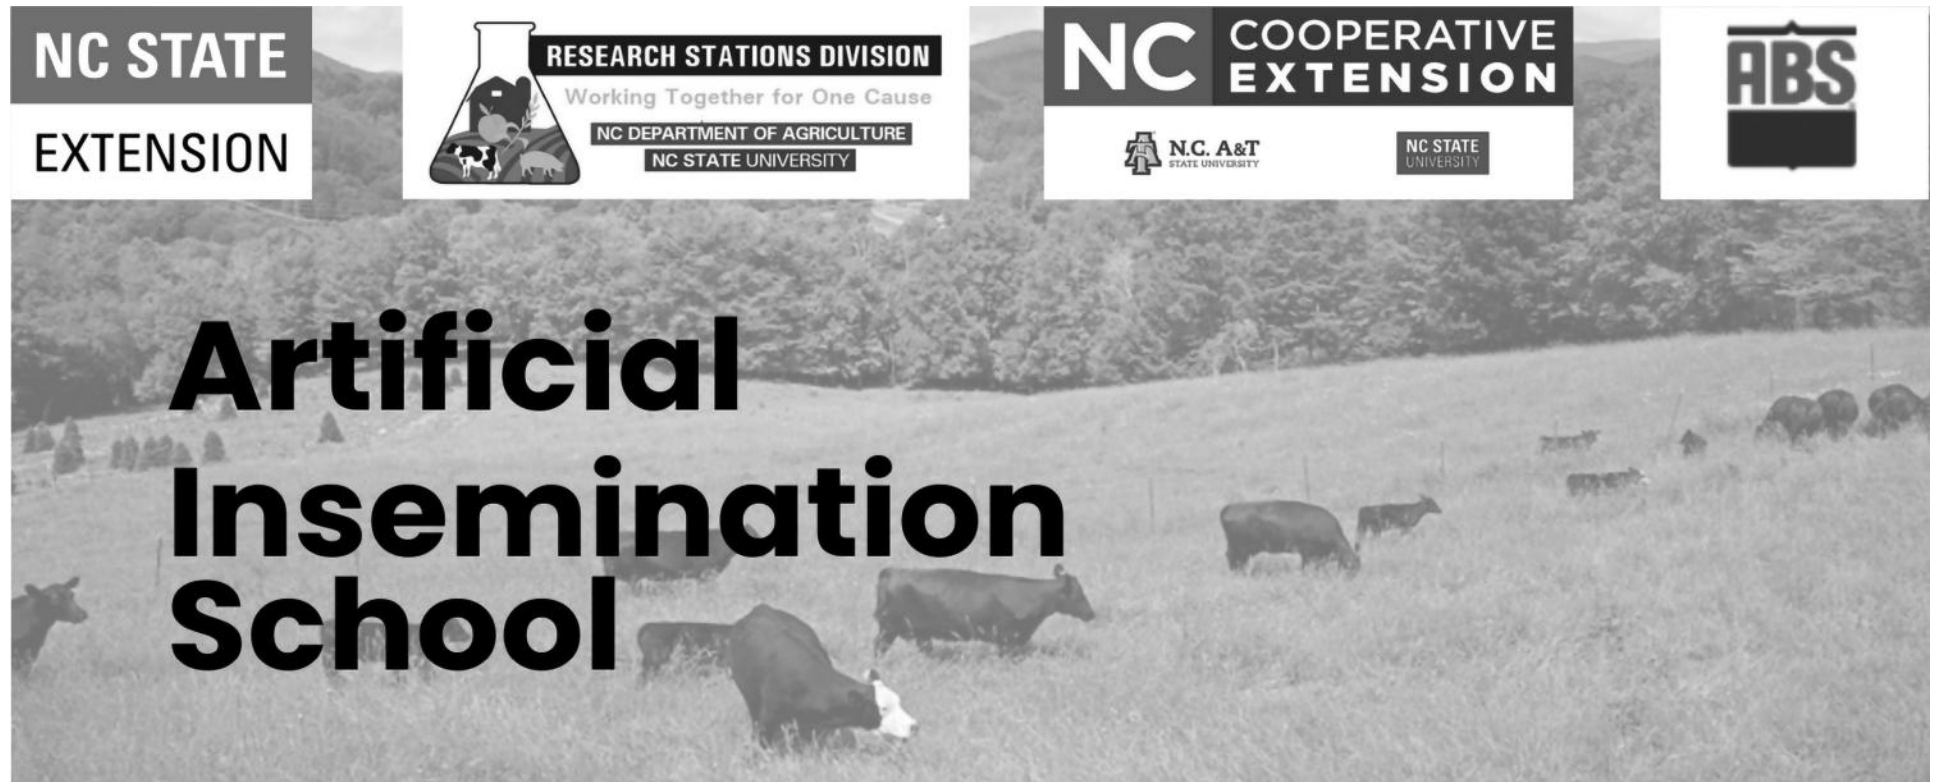 NC STATE
EXTENSION
RESEARCH STATIONS DIVISION
Working Together for One Cause
NC DEPARTMENT OF AGRICULTURE
NC STATE UNIVERSITY
NC COOPERATIVE
EXTENSION
N.C. A&T
STATE UNIVERSITY
NC STATE
UNIVERSITY
ABS
Artificial
Insemination
School